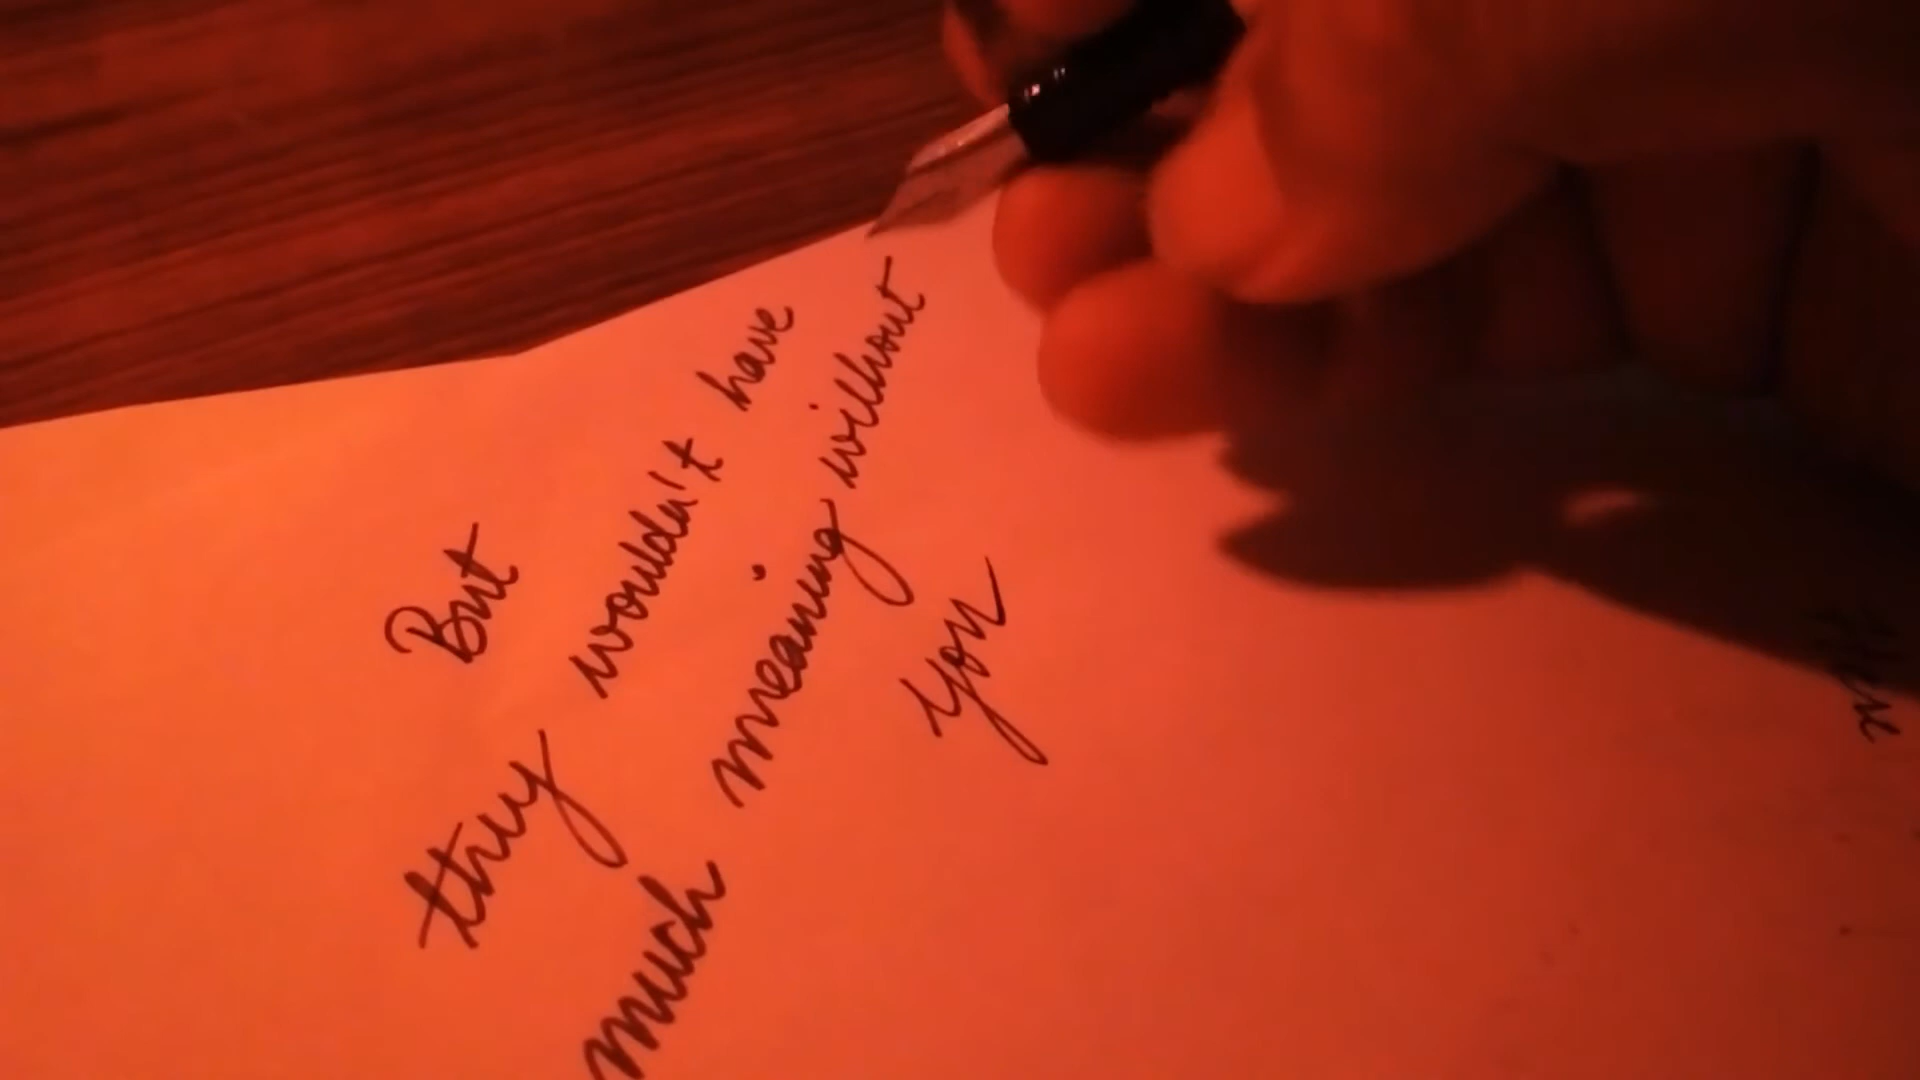 But
they wouldn't have
much meaning without
you